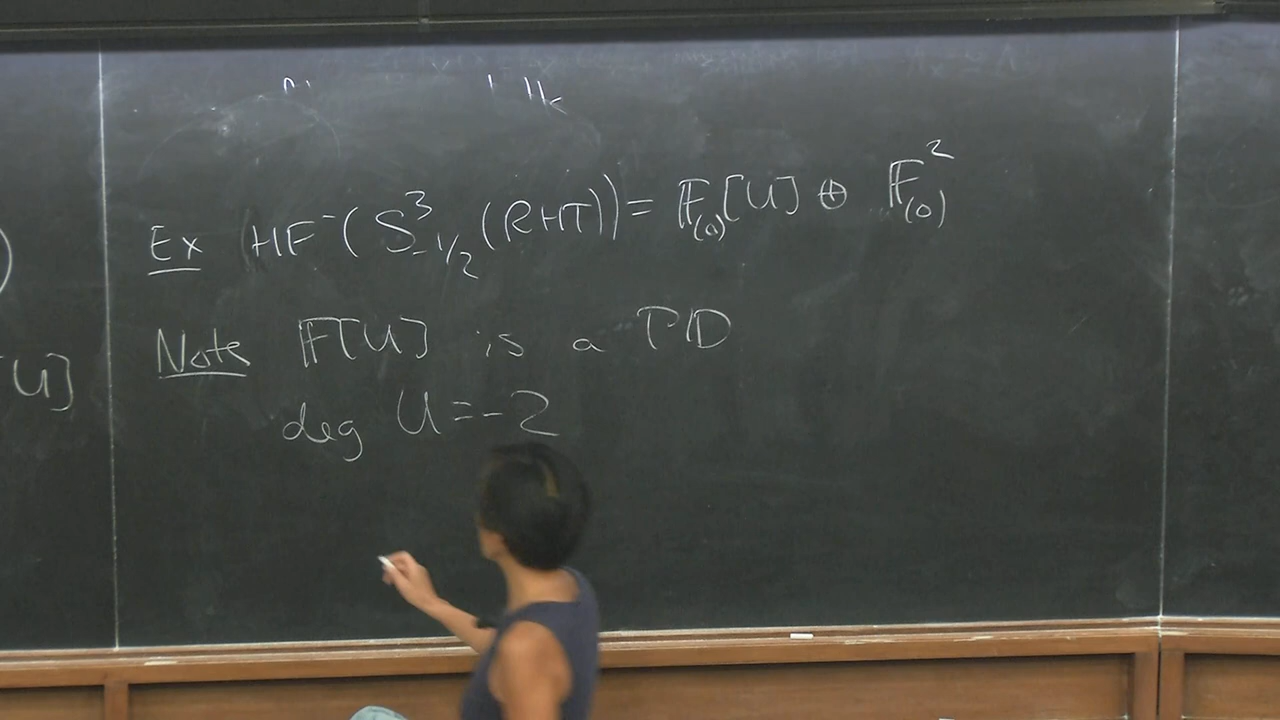 Ex HF⁻(S³₋₁/₂(RHT)) = 𝔽₍₀₎[U] ⊕ 𝔽²₍₀₎
Note 𝔽[U] is a PID
U]
deg U = -2